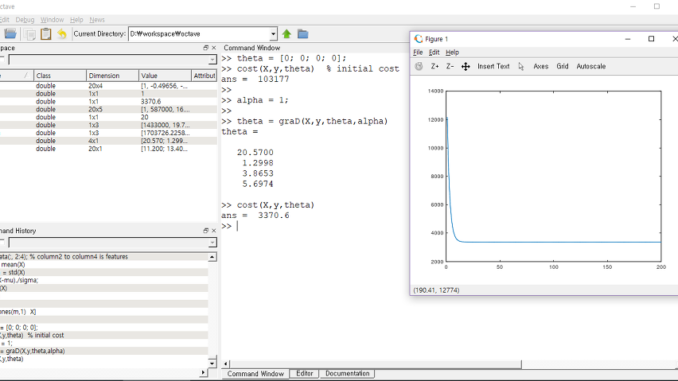 octave
Edit Debug Window Help News
Current Directory: D:₩workspace₩octave
space
Class Dimension Value Attribut
double 20x4 [1, -0.49656, -...
double 1x1 1
double 1x1 3370.6
double 20x5 [1, 587000, 16....
double 1x1 20
double 1x3 [1433000, 19.7...
double 1x3 [1703726.2258...
double 4x1 [20.570; 1.299...
double 20x1 [11.200; 13.40...
mand History
ata(:, 2:4); % column2 to column4 is features
mean(X)
= std(X)
X-mu)./sigma;
(X)
ones(m,1) X]
= [0; 0; 0; 0];
X,y,theta) % initial cost
= 1;
= graD(X,y,theta,alpha)
X,y,theta)
Command Window
>> theta = [0; 0; 0; 0];
>> cost(X,y,theta) % initial cost
ans = 103177
>>
>> alpha = 1;
>>
>> theta = graD(X,y,theta,alpha)
theta =
20.5700
1.2998
3.8653
5.6974
>> cost(X,y,theta)
ans = 3370.6
>>
Command Window Editor Documentation
Figure 1
File Edit Help
Z+ Z- Insert Text Axes Grid Autoscale
14000
12000
10000
8000
6000
4000
2000
0 50 100 150 200
(190.41, 12774)